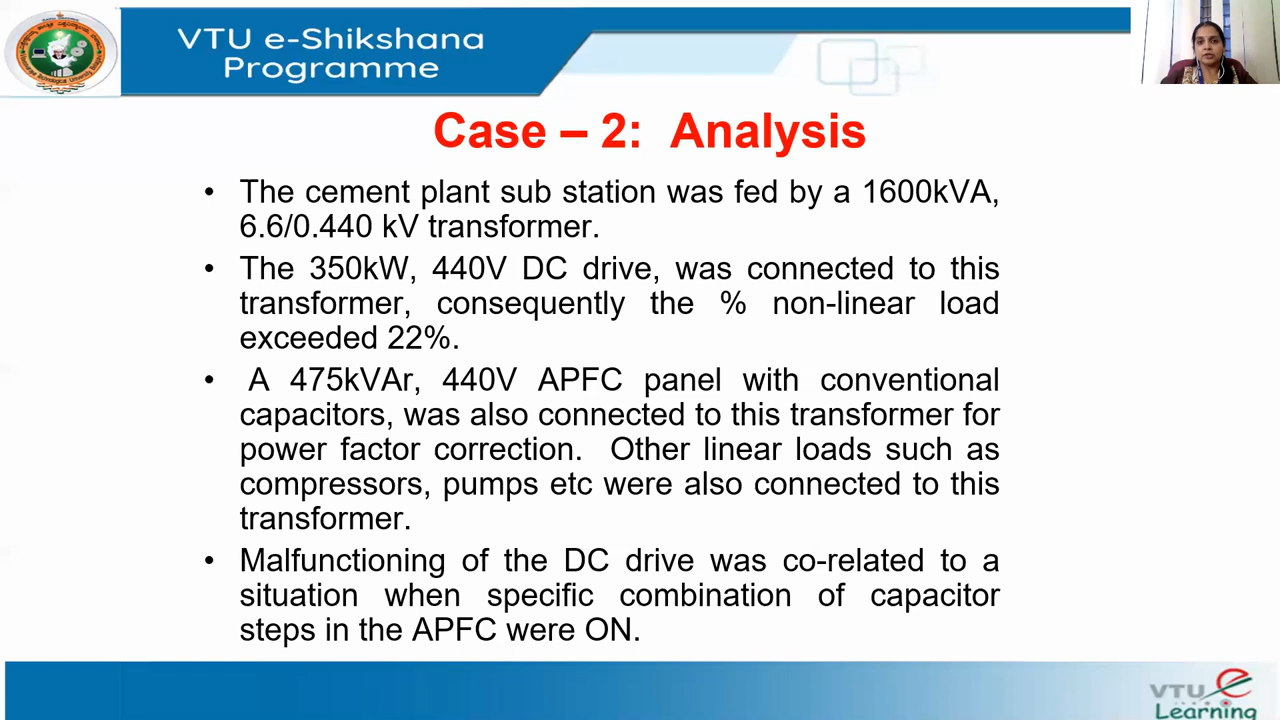 VTU e-Shikshana
Programme
Case – 2: Analysis
• The cement plant sub station was fed by a 1600kVA,
6.6/0.440 kV transformer.
• The 350kW, 440V DC drive, was connected to this
transformer, consequently the % non-linear load
exceeded 22%.
• A 475kVAr, 440V APFC panel with conventional
capacitors, was also connected to this transformer for
power factor correction. Other linear loads such as
compressors, pumps etc were also connected to this
transformer.
• Malfunctioning of the DC drive was co-related to a
situation when specific combination of capacitor
steps in the APFC were ON.
VTU e
Learning